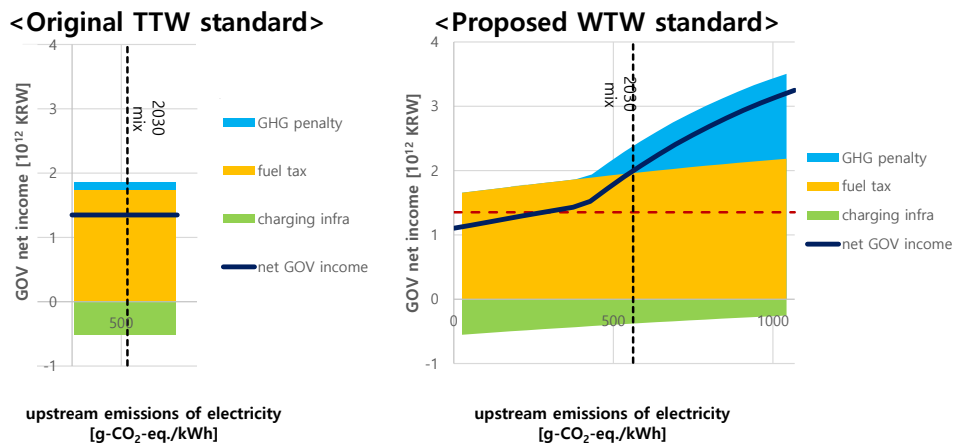 <Original TTW standard>
GOV net income [10¹² KRW]
4
3
2
1
0
-1
500
2030
mix
GHG penalty
fuel tax
charging infra
net GOV income
upstream emissions of electricity
[g-CO₂-eq./kWh]
<Proposed WTW standard>
GOV net income [10¹² KRW]
4
3
2
1
0
-1
0
500
1000
2030
mix
GHG penalty
fuel tax
charging infra
net GOV income
upstream emissions of electricity
[g-CO₂-eq./kWh]